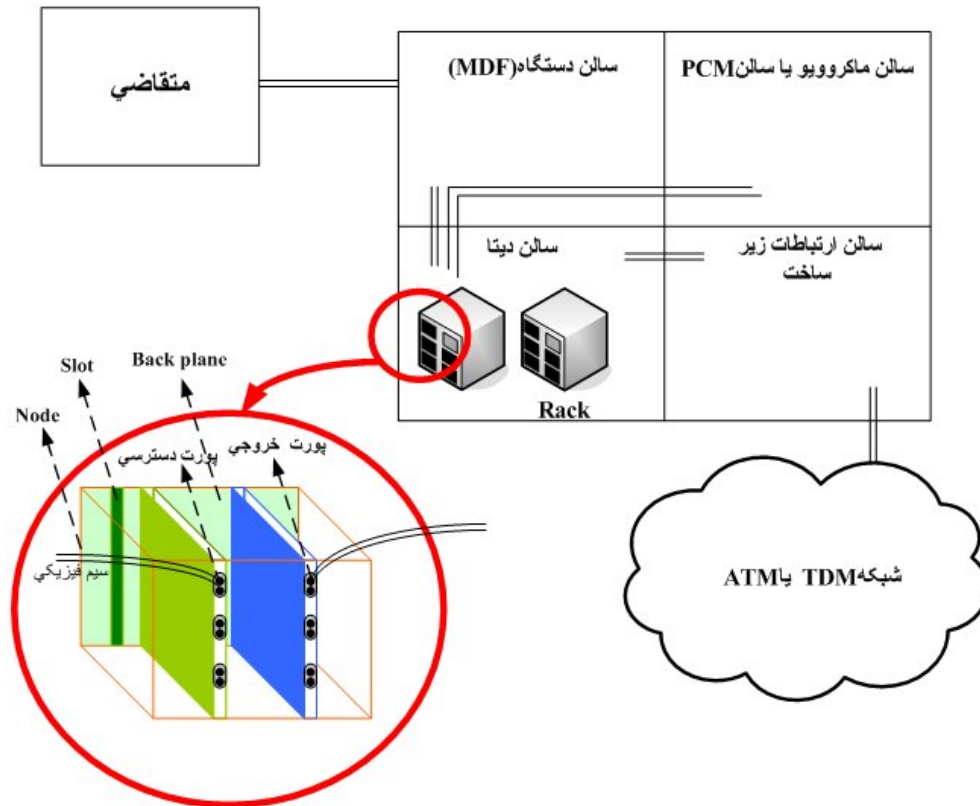 متقاضي
سالن دستگاه(MDF)
سالن ماكروويو يا سالنPCM
سالن ديتا
سالن ارتباطات زير
ساخت
Rack
Back plane
Slot
Node
پورت خروجي
پورت دسترسي
سيم فيزيكي
شبكهTDM ياATM